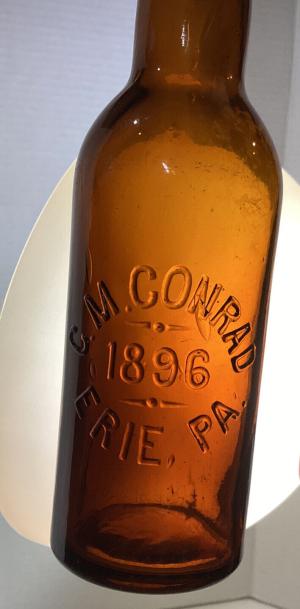 J. M. CONRAD
1896
ERIE, PA.